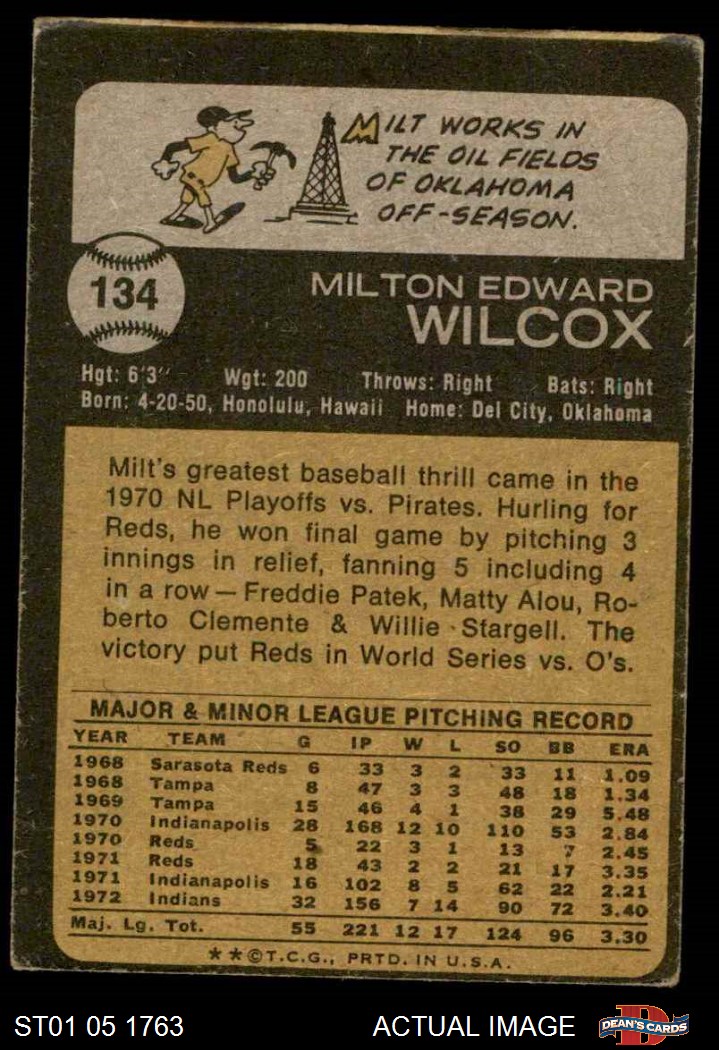 MILT WORKS IN
THE OIL FIELDS
OF OKLAHOMA
OFF-SEASON.
134
MILTON EDWARD
WILCOX
Hgt: 6'3" Wgt: 200 Throws: Right Bats: Right
Born: 4-20-50, Honolulu, Hawaii Home: Del City, Oklahoma
Milt's greatest baseball thrill came in the
1970 NL Playoffs vs. Pirates. Hurling for
Reds, he won final game by pitching 3
innings in relief, fanning 5 including 4
in a row—Freddie Patek, Matty Alou, Ro-
berto Clemente & Willie Stargell. The
victory put Reds in World Series vs. O's.
MAJOR & MINOR LEAGUE PITCHING RECORD
YEAR TEAM G IP W L SO BB ERA
1968 Sarasota Reds 6 33 3 2 33 11 1.09
1968 Tampa 8 47 3 3 48 18 1.34
1969 Tampa 15 46 4 1 38 29 5.48
1970 Indianapolis 28 168 12 10 110 53 2.84
1970 Reds 5 22 3 1 13 7 2.45
1971 Reds 18 43 2 2 21 17 3.35
1971 Indianapolis 16 102 8 5 62 22 2.21
1972 Indians 32 156 7 14 90 72 3.40
Maj. Lg. Tot. 55 221 12 17 124 96 3.30
**©T.C.G., PRTD. IN U.S.A.
ST01 05 1763 ACTUAL IMAGE D DEAN'S CARDS